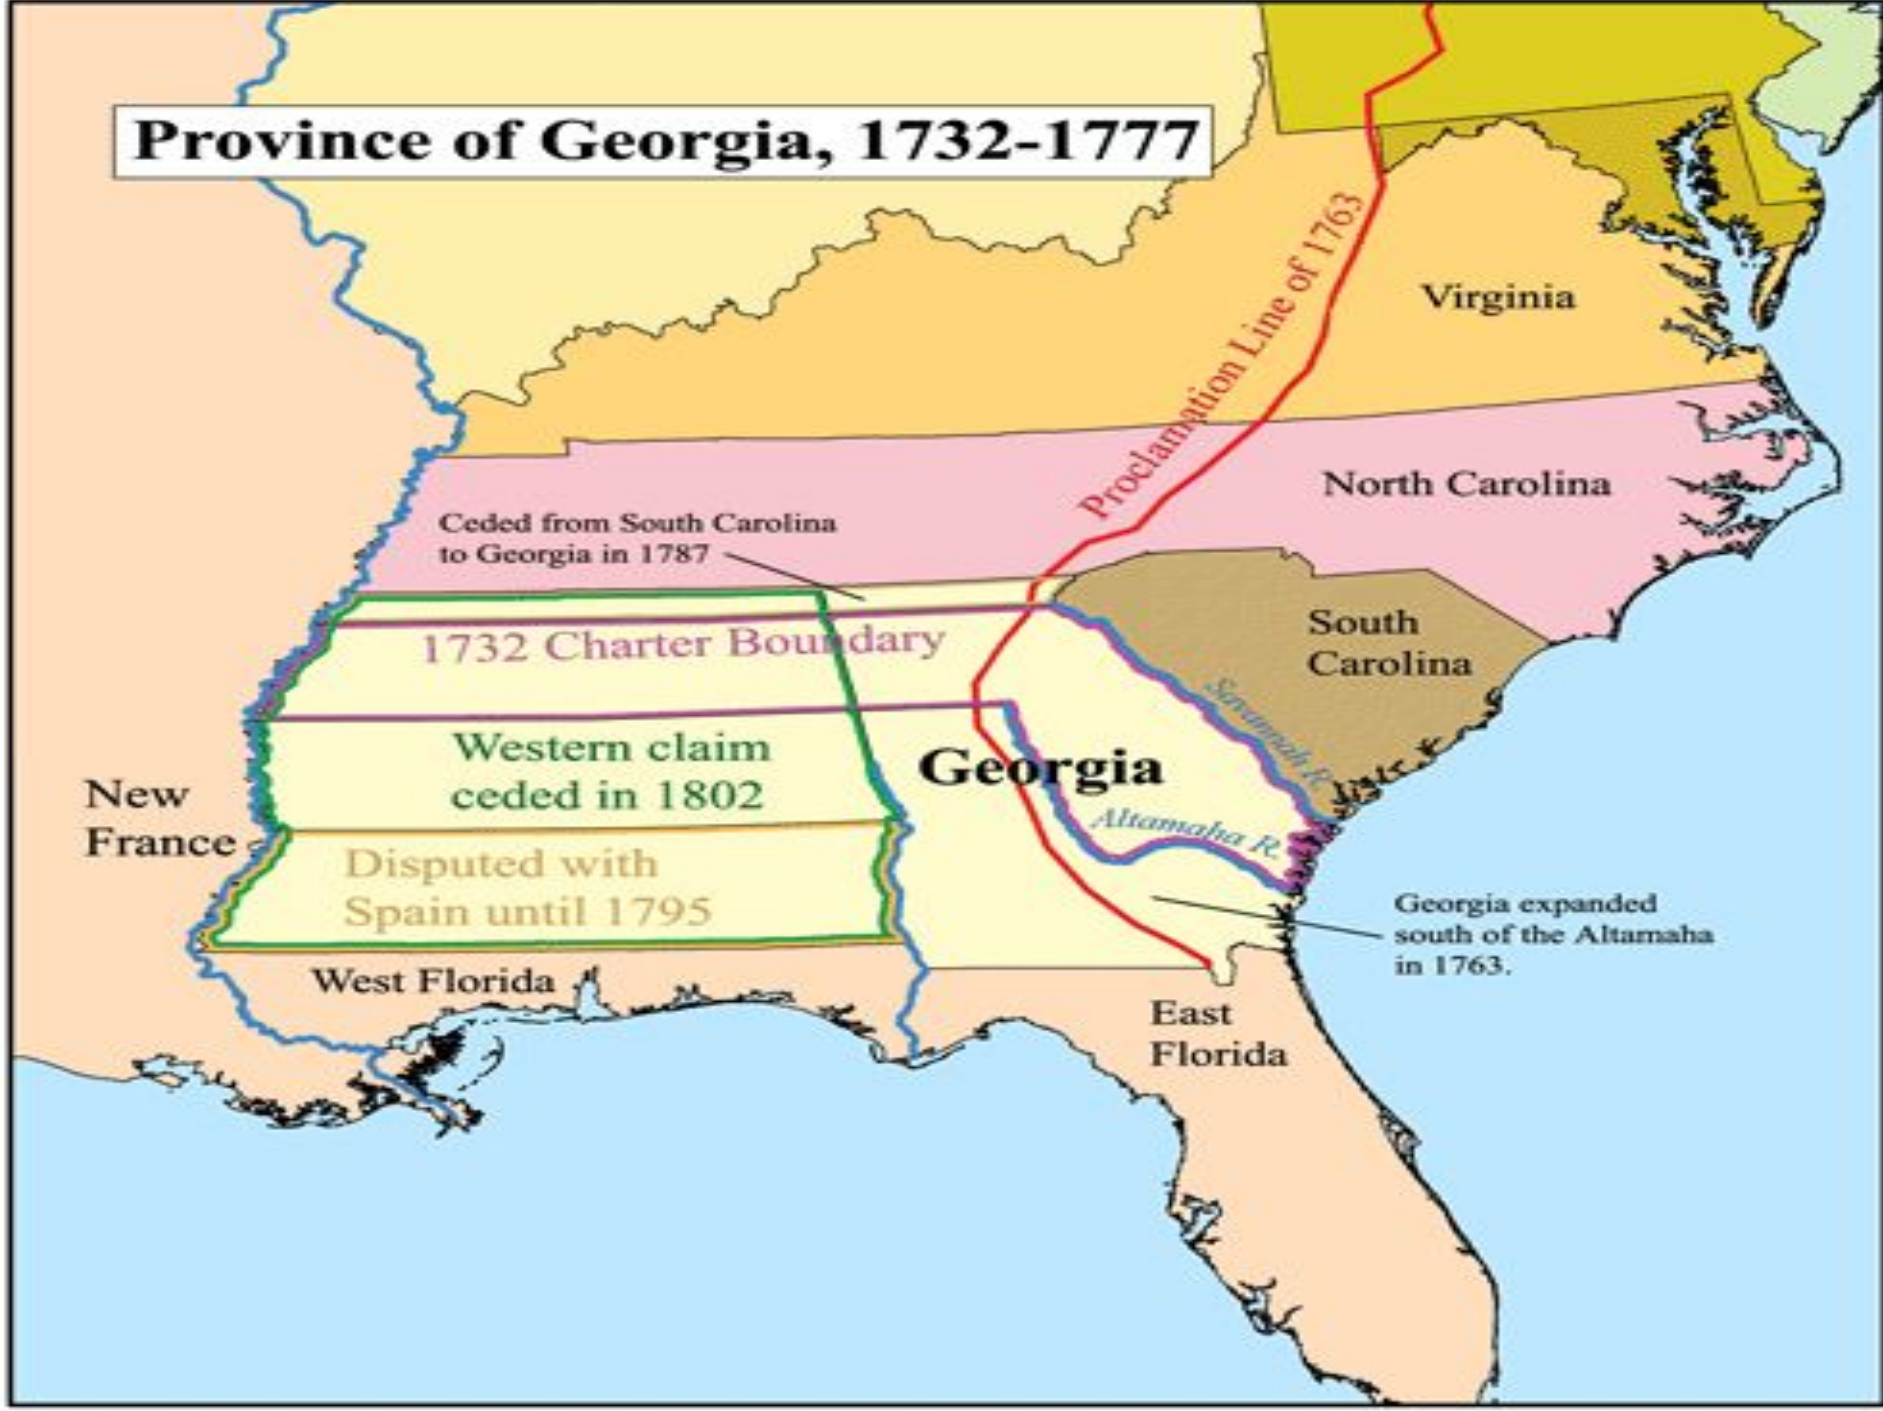 Province of Georgia, 1732-1777
Proclamation Line of 1763
Virginia
North Carolina
Ceded from South Carolina
to Georgia in 1787
South
Carolina
1732 Charter Boundary
Savannah R.
Western claim
ceded in 1802
Georgia
New
France
Altamaha R.
Disputed with
Spain until 1795
Georgia expanded
south of the Altamaha
in 1763.
West Florida
East
Florida